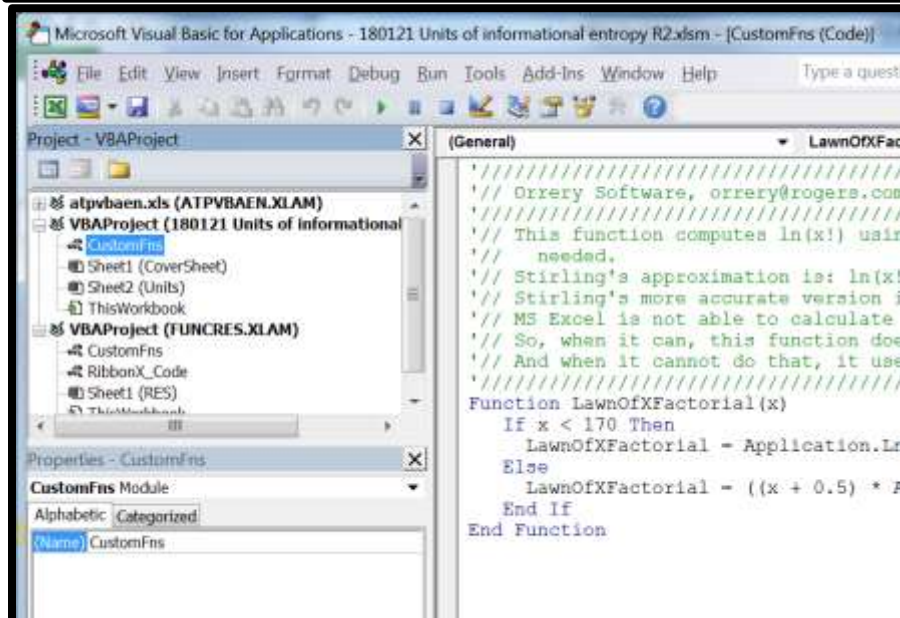 Microsoft Visual Basic for Applications - 180121 Units of informational entropy R2.xlsm - [CustomFns (Code)]
File Edit View Insert Format Debug Run Tools Add-Ins Window Help Type a quest
Project - VBAProject
atpvbaen.xls (ATPVBAEN.XLAM)
VBAProject (180121 Units of informational
CustomFns
Sheet1 (CoverSheet)
Sheet2 (Units)
ThisWorkbook
VBAProject (FUNCRES.XLAM)
CustomFns
RibbonX_Code
Sheet1 (RES)
ThisWorkbook
Properties - CustomFns
CustomFns Module
Alphabetic Categorized
(Name) CustomFns
(General) LawnOfXFac
'///////////////////////////////////////
'// Orrery Software, orrery@rogers.com
'///////////////////////////////////////
'// This function computes ln(x!) usin
'// needed.
'// Stirling's approximation is: ln(x!
'// Stirling's more accurate version i
'// MS Excel is not able to calculate
'// So, when it can, this function doe
'// And when it cannot do that, it use
'///////////////////////////////////////
Function LawnOfXFactorial(x)
If x < 170 Then
LawnOfXFactorial = Application.Ln
Else
LawnOfXFactorial = ((x + 0.5) * A
End If
End Function